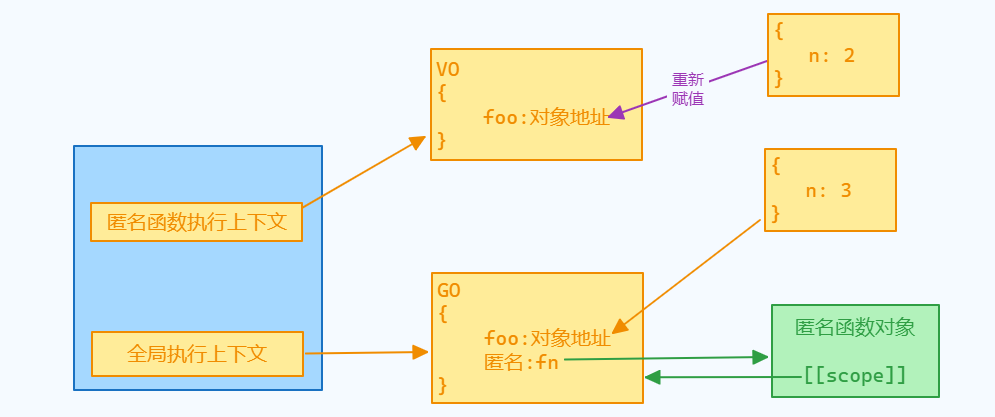 {
n: 2
}
重新
赋值
VO
{
foo:对象地址
}
{
n: 3
}
匿名函数执行上下文
GO
{
foo:对象地址
匿名:fn
}
全局执行上下文
匿名函数对象
[[scope]]